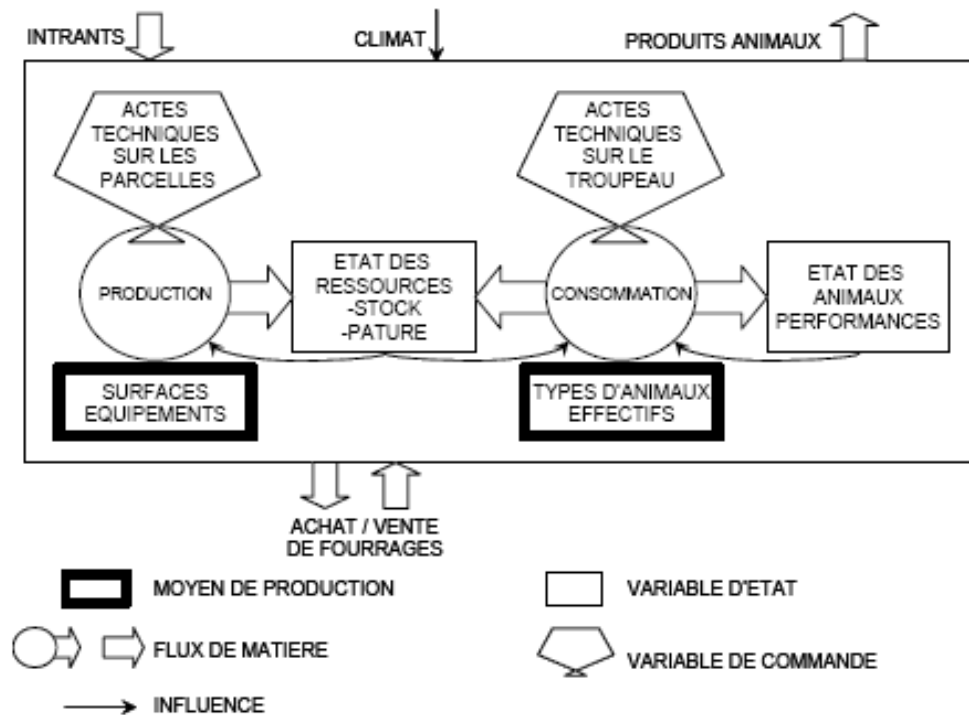 INTRANTS
CLIMAT
PRODUITS ANIMAUX
ACTES
TECHNIQUES
SUR LES
PARCELLES
ACTES
TECHNIQUES
SUR LE
TROUPEAU
PRODUCTION
ETAT DES
RESSOURCES
-STOCK
-PATURE
CONSOMMATION
ETAT DES
ANIMAUX
PERFORMANCES
SURFACES
EQUIPEMENTS
TYPES D'ANIMAUX
EFFECTIFS
ACHAT / VENTE
DE FOURRAGES
MOYEN DE PRODUCTION
VARIABLE D'ETAT
FLUX DE MATIERE
VARIABLE DE COMMANDE
INFLUENCE